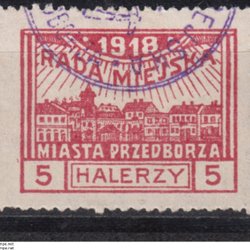 1918
RADA MIEJSKA
MIASTA PRZEDBORZA
5 HALERZY 5